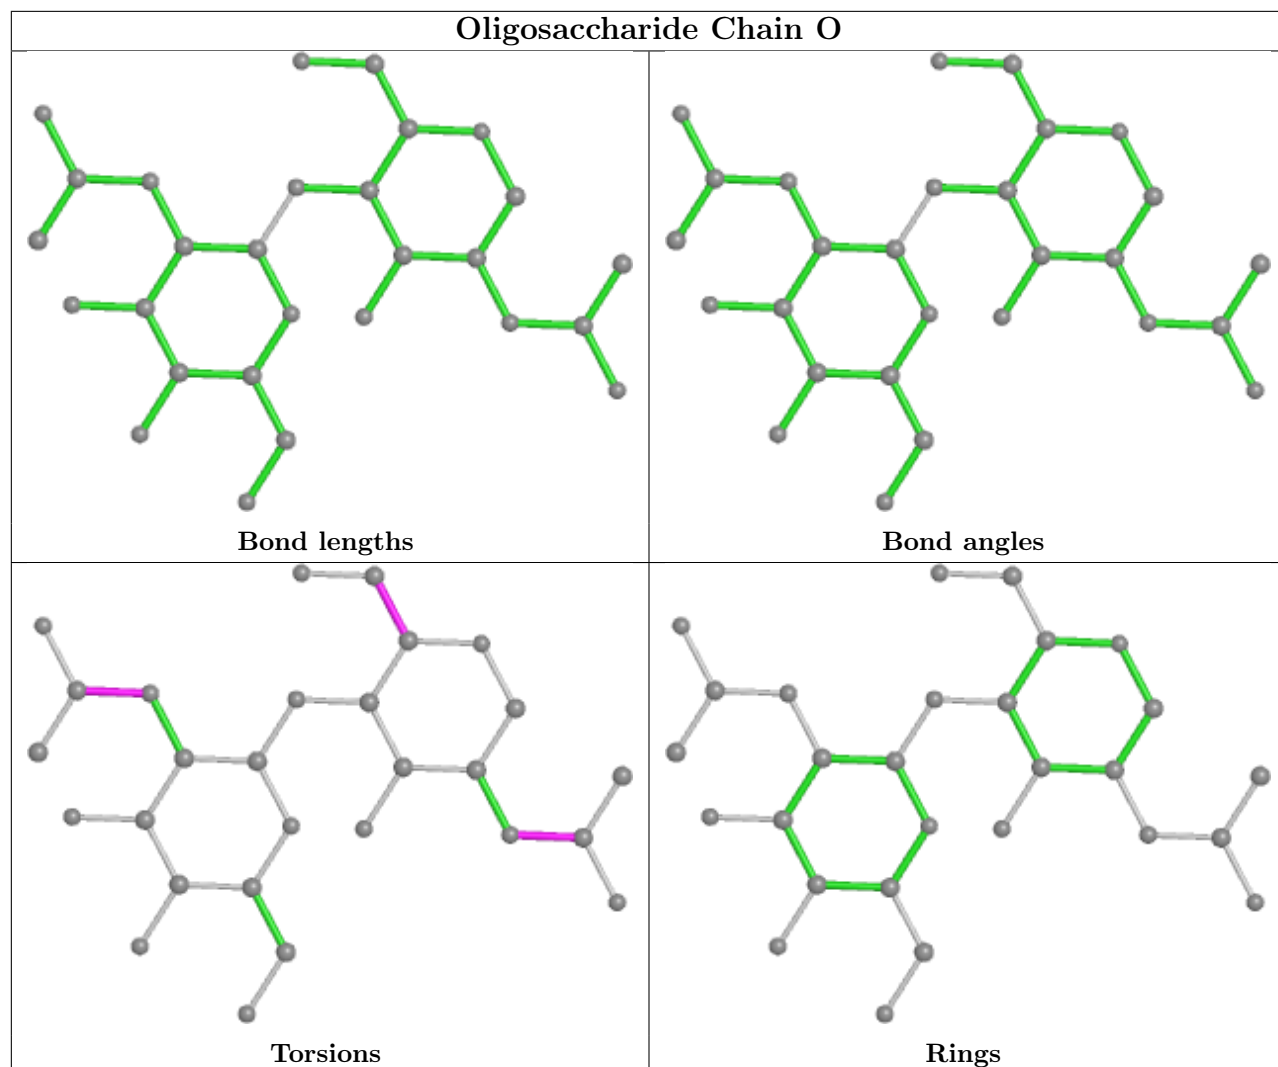 Oligosaccharide Chain O
Bond lengths
Bond angles
Torsions
Rings